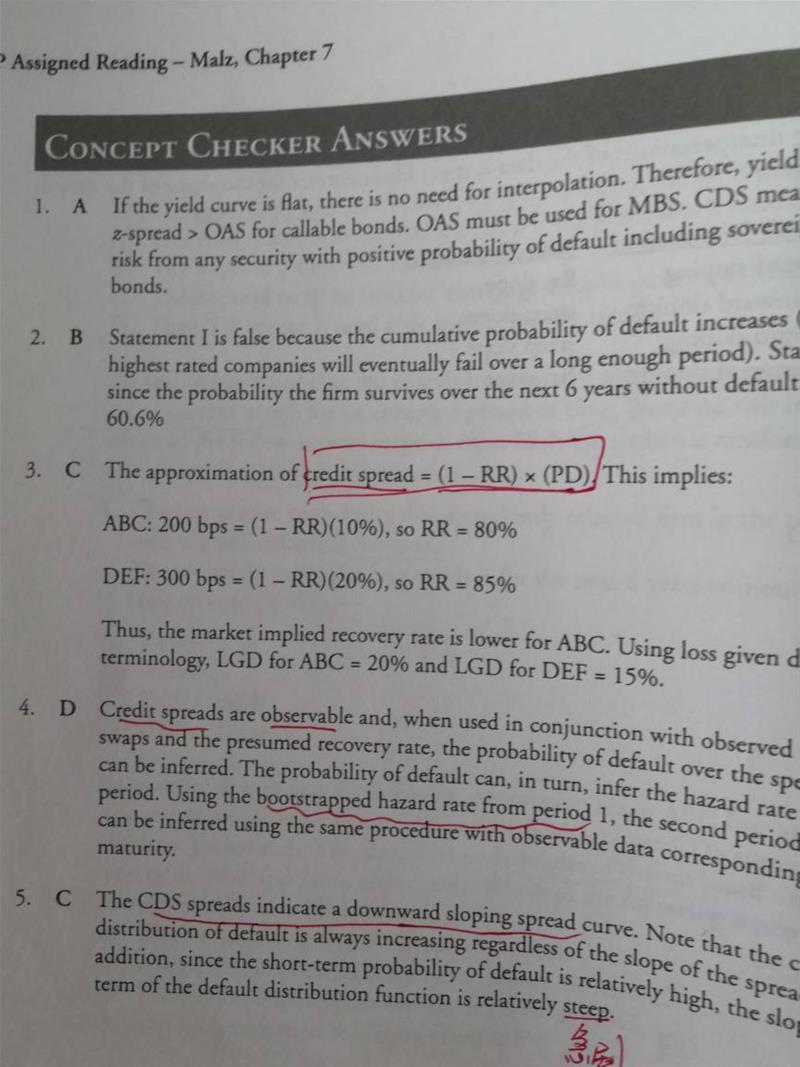 P Assigned Reading – Malz, Chapter 7
CONCEPT CHECKER ANSWERS
1. A If the yield curve is flat, there is no need for interpolation. Therefore, yield
z-spread > OAS for callable bonds. OAS must be used for MBS. CDS mea
risk from any security with positive probability of default including soverei
bonds.
2. B Statement I is false because the cumulative probability of default increases (
highest rated companies will eventually fail over a long enough period). Sta
since the probability the firm survives over the next 6 years without default
60.6%
3. C The approximation of credit spread = (1 – RR) × (PD). This implies:
ABC: 200 bps = (1 – RR)(10%), so RR = 80%
DEF: 300 bps = (1 – RR)(20%), so RR = 85%
Thus, the market implied recovery rate is lower for ABC. Using loss given d
terminology, LGD for ABC = 20% and LGD for DEF = 15%.
4. D Credit spreads are observable and, when used in conjunction with observed
swaps and the presumed recovery rate, the probability of default over the spe
can be inferred. The probability of default can, in turn, infer the hazard rate
period. Using the bootstrapped hazard rate from period 1, the second period
can be inferred using the same procedure with observable data corresponding
maturity.
5. C The CDS spreads indicate a downward sloping spread curve. Note that the c
distribution of default is always increasing regardless of the slope of the sprea
addition, since the short-term probability of default is relatively high, the slop
term of the default distribution function is relatively steep.
急剧